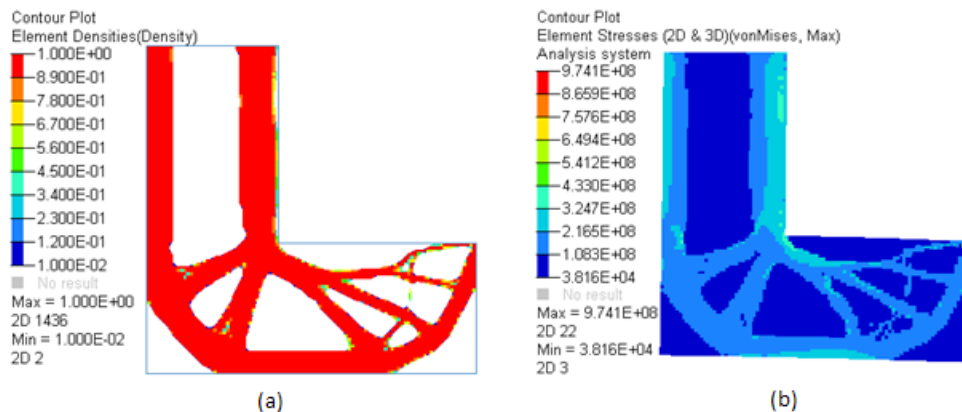 Contour Plot
Element Densities(Density)
1.000E+00
8.900E-01
7.800E-01
6.700E-01
5.600E-01
4.500E-01
3.400E-01
2.300E-01
1.200E-01
1.000E-02
No result
Max = 1.000E+00
2D 1436
Min = 1.000E-02
2D 2
(a)
Contour Plot
Element Stresses (2D & 3D)(vonMises, Max)
Analysis system
9.741E+08
8.659E+08
7.576E+08
6.494E+08
5.412E+08
4.330E+08
3.247E+08
2.165E+08
1.083E+08
3.816E+04
No result
Max = 9.741E+08
2D 22
Min = 3.816E+04
2D 3
(b)